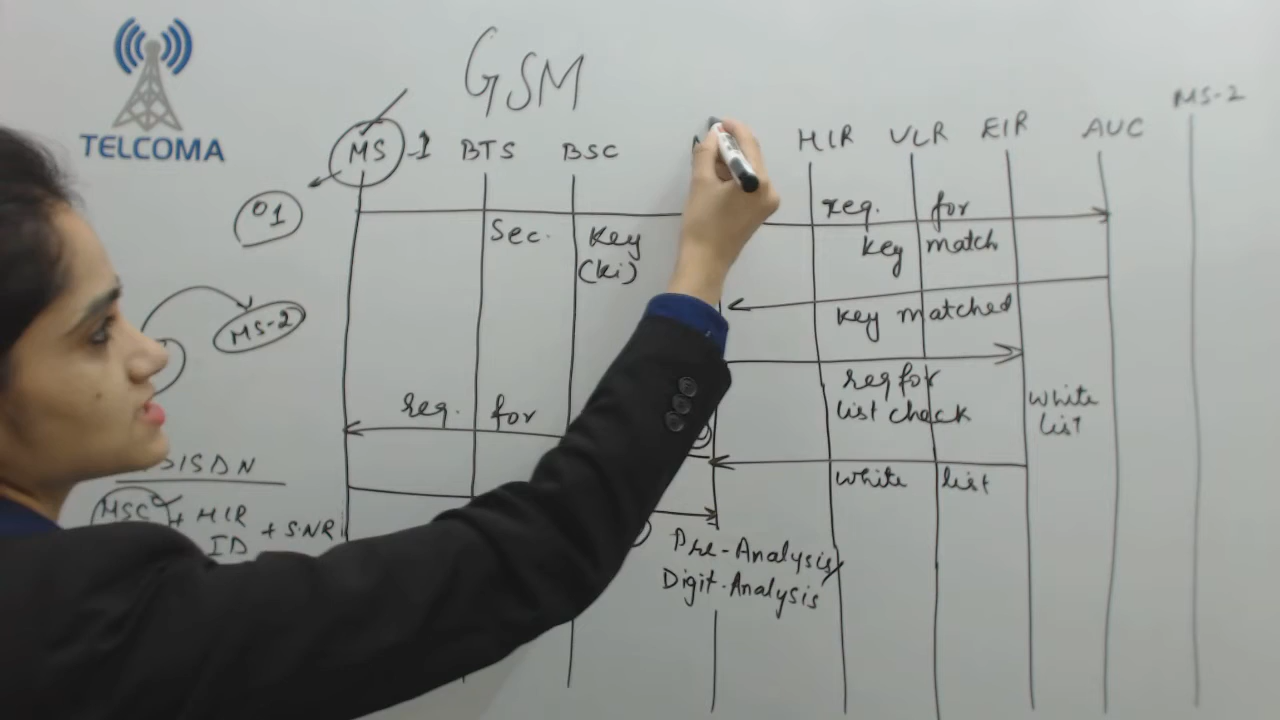 GSM
TELCOMA
MS-1 BTS BSC HLR VLR EIR AUC MS-2
01
req. for
Sec. Key key match
(Ki)
MS-2
key matched
req for
list check
white
list
req. for
white list
MSC + HLR
ID + SNR
Pre-Analysis
Digit-Analysis